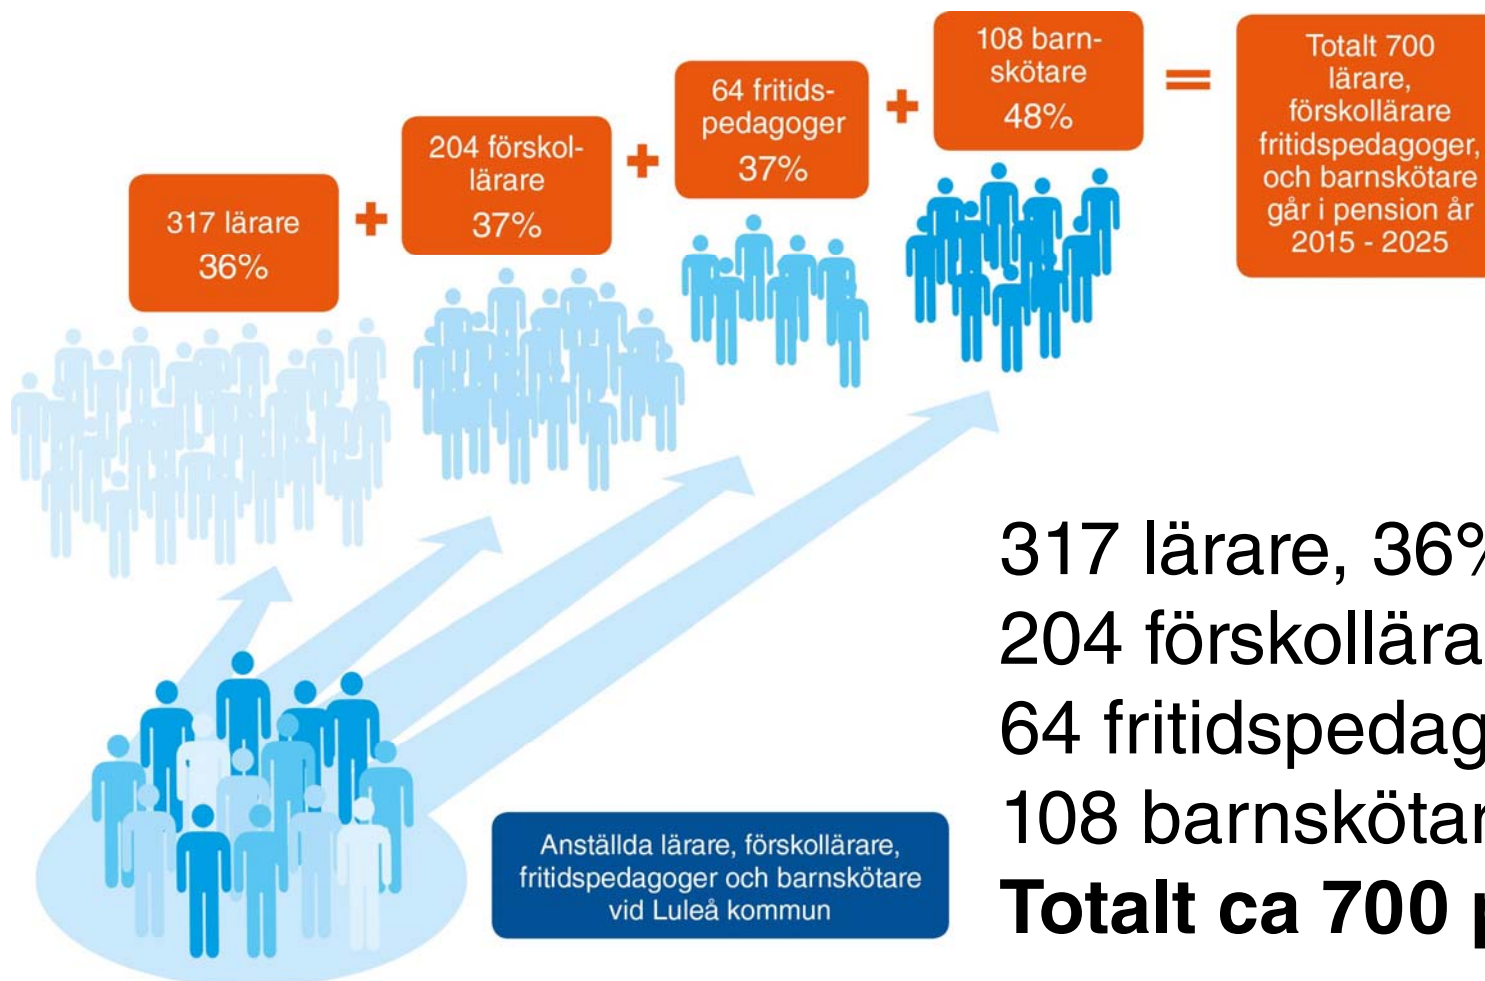 317 lärare
36%
+
204 förskol-
lärare
37%
+
64 fritids-
pedagoger
37%
+
108 barn-
skötare
48%
=
Totalt 700
lärare,
förskollärare
fritidspedagoger,
och barnskötare
går i pension år
2015 - 2025
317 lärare, 36%
204 förskollära
64 fritidspedag
108 barnskötar
Totalt ca 700 p
Anställda lärare, förskollärare,
fritidspedagoger och barnskötare
vid Luleå kommun